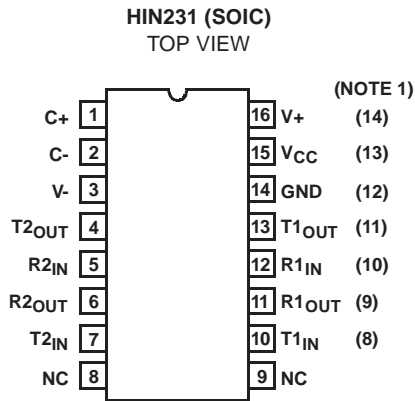 HIN231 (SOIC)
TOP VIEW
(NOTE 1)
C+ 1 16 V+ (14)
C- 2 15 VCC (13)
V- 3 14 GND (12)
T2OUT 4 13 T1OUT (11)
R2IN 5 12 R1IN (10)
R2OUT 6 11 R1OUT (9)
T2IN 7 10 T1IN (8)
NC 8 9 NC